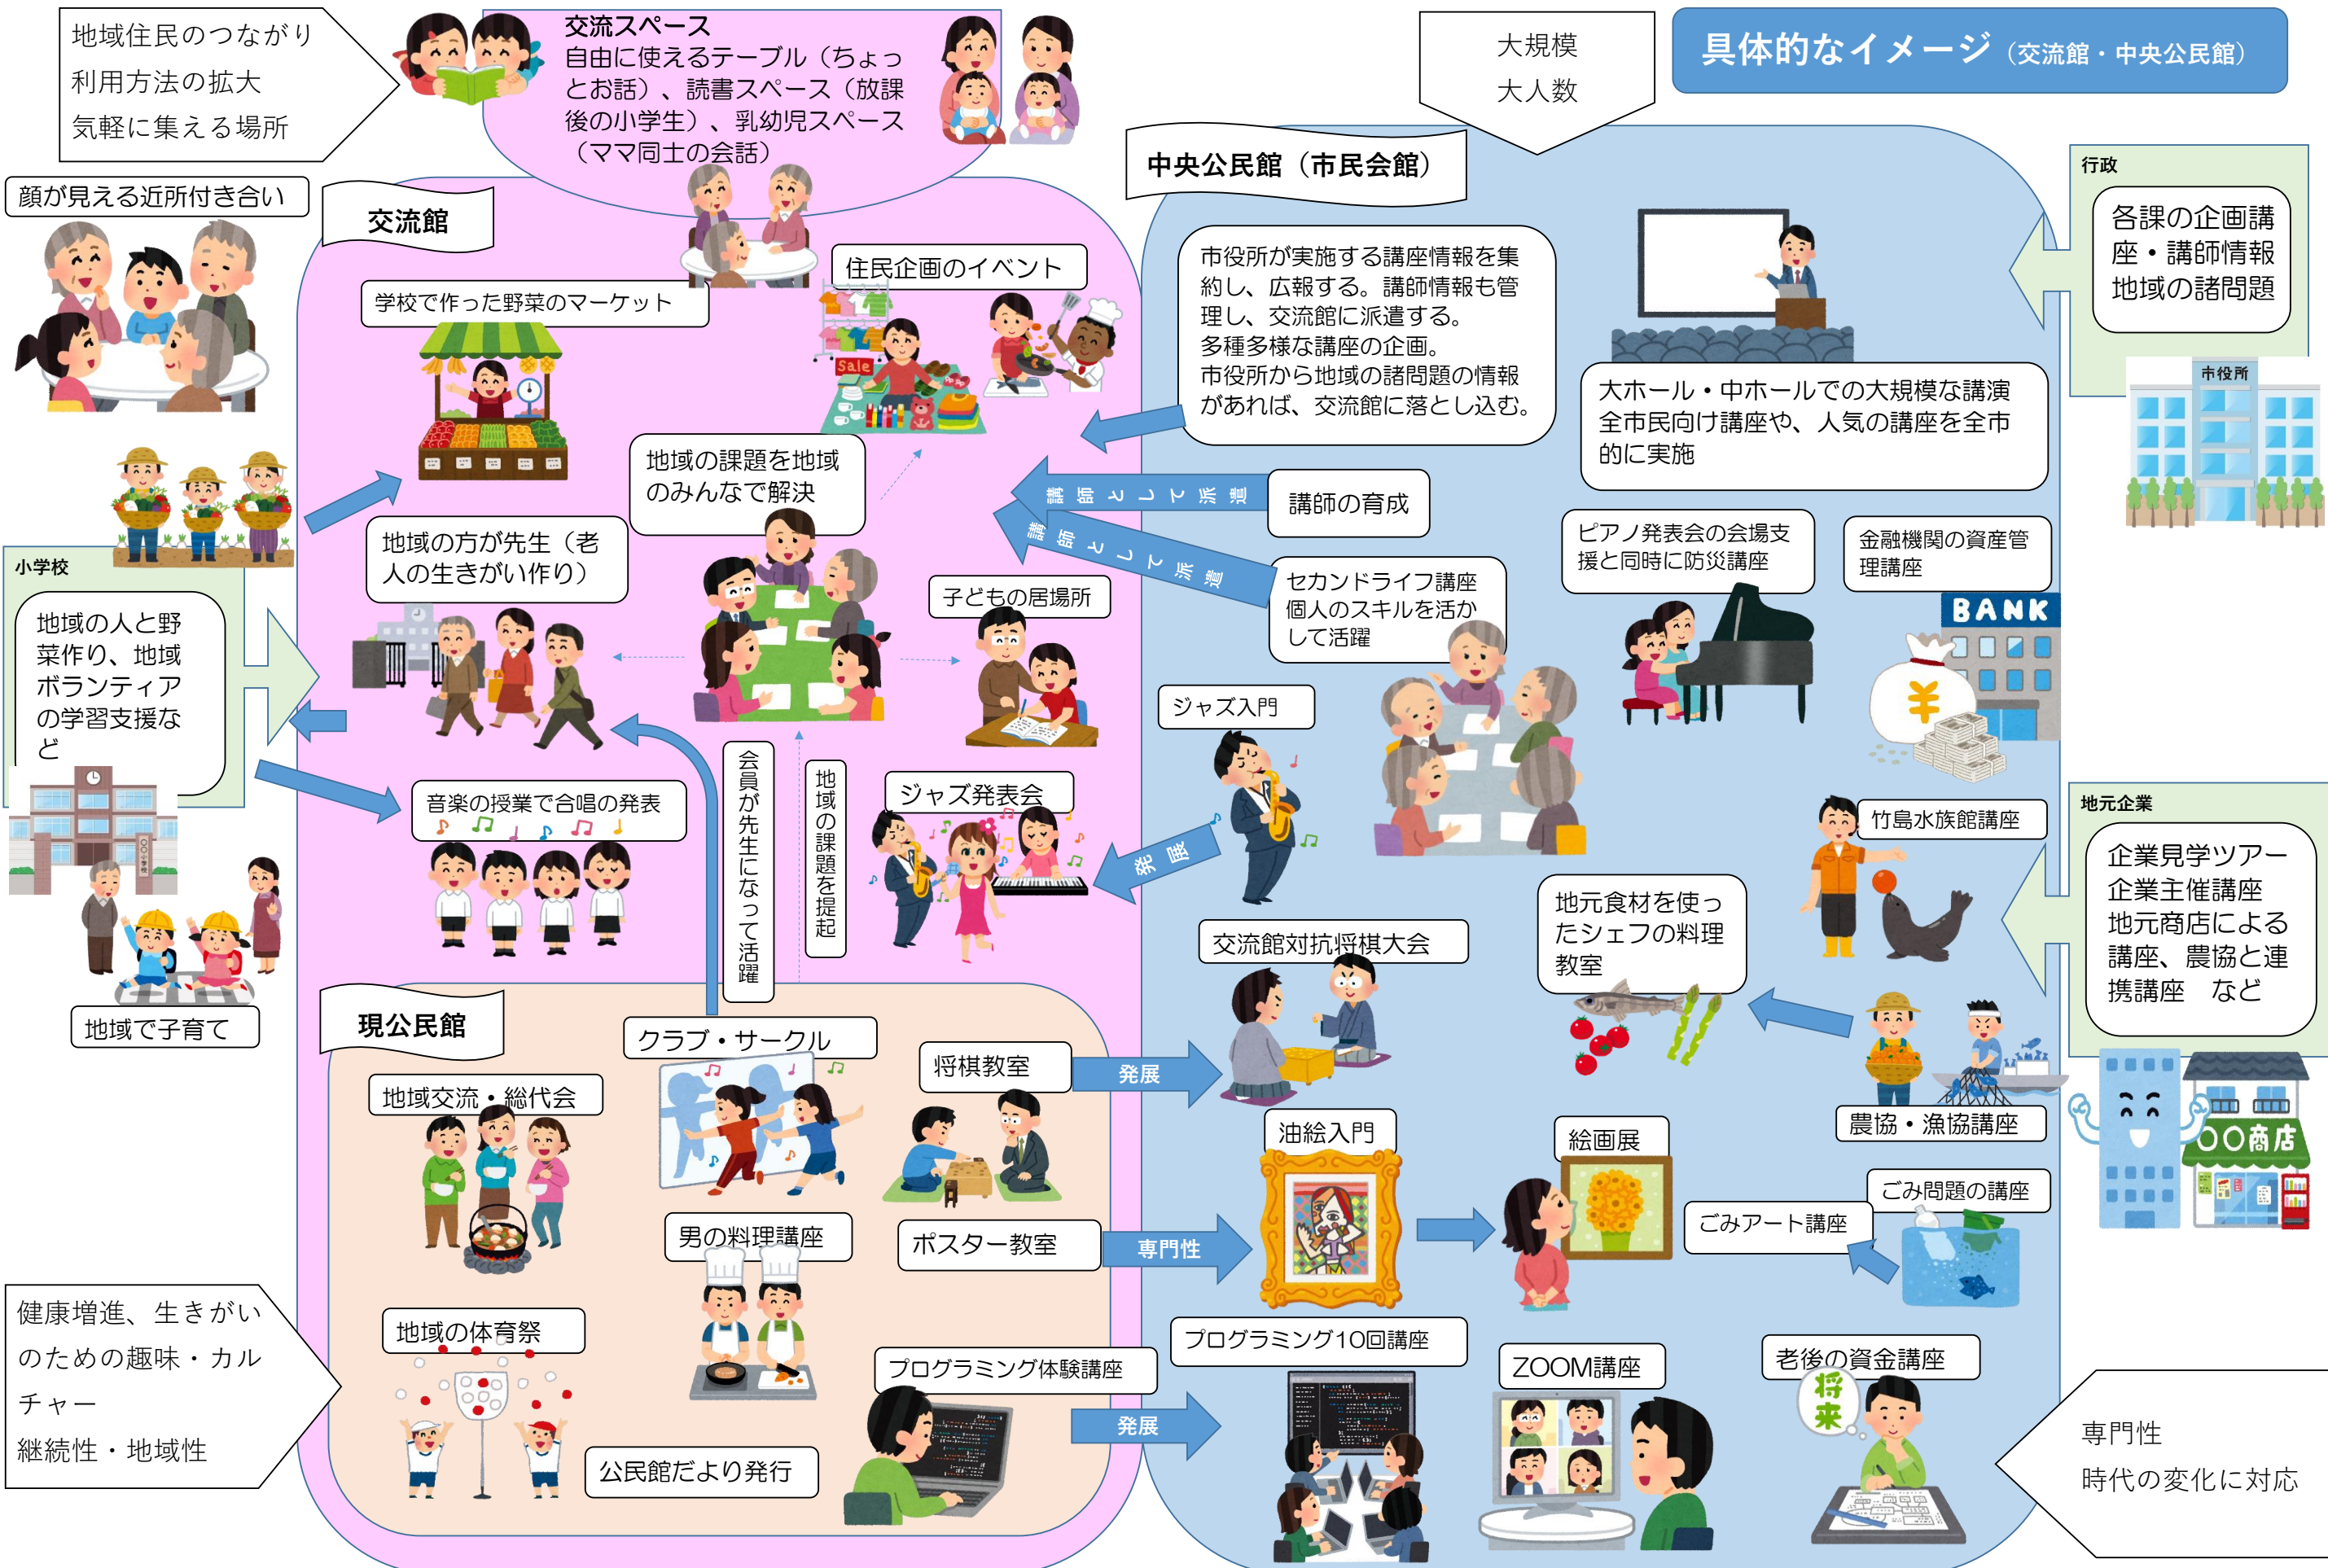 地域住民のつながり
利用方法の拡大
気軽に集える場所
交流スペース
自由に使えるテーブル（ちょっ
とお話）、読書スペース（放課
後の小学生）、乳幼児スペース
（ママ同士の会話）
大規模
大人数
具体的なイメージ（交流館・中央公民館）
顔が見える近所付き合い
交流館
学校で作った野菜のマーケット
住民企画のイベント
Sale
地域の課題を地域
のみんなで解決
地域の方が先生（老
人の生きがい作り）
子どもの居場所
小学校
地域の人と野
菜作り、地域
ボランティア
の学習支援な
ど
〇〇小学校
地域で子育て
音楽の授業で合唱の発表
会員が先生になって活躍
地域の課題を提起
ジャズ発表会
現公民館
地域交流・総代会
クラブ・サークル
将棋教室
発展
男の料理講座
ポスター教室
専門性
地域の体育祭
プログラミング体験講座
発展
公民館だより発行
健康増進、生きがい
のための趣味・カル
チャー
継続性・地域性
中央公民館（市民会館）
市役所が実施する講座情報を集
約し、広報する。講師情報も管
理し、交流館に派遣する。
多種多様な講座の企画。
市役所から地域の諸問題の情報
があれば、交流館に落とし込む。
大ホール・中ホールでの大規模な講演
全市民向け講座や、人気の講座を全市
的に実施
講師として派遣
講師の育成
講師として派遣
セカンドライフ講座
個人のスキルを活か
して活躍
ピアノ発表会の会場支
援と同時に防災講座
金融機関の資産管
理講座
BANK
¥
ジャズ入門
発展
竹島水族館講座
地元食材を使っ
たシェフの料理
教室
交流館対抗将棋大会
農協・漁協講座
油絵入門
絵画展
ごみ問題の講座
ごみアート講座
プログラミング10回講座
ZOOM講座
老後の資金講座
将来
行政
各課の企画講
座・講師情報
地域の諸問題
市役所
地元企業
企業見学ツアー
企業主催講座
地元商店による
講座、農協と連
携講座　など
〇〇商店
専門性
時代の変化に対応